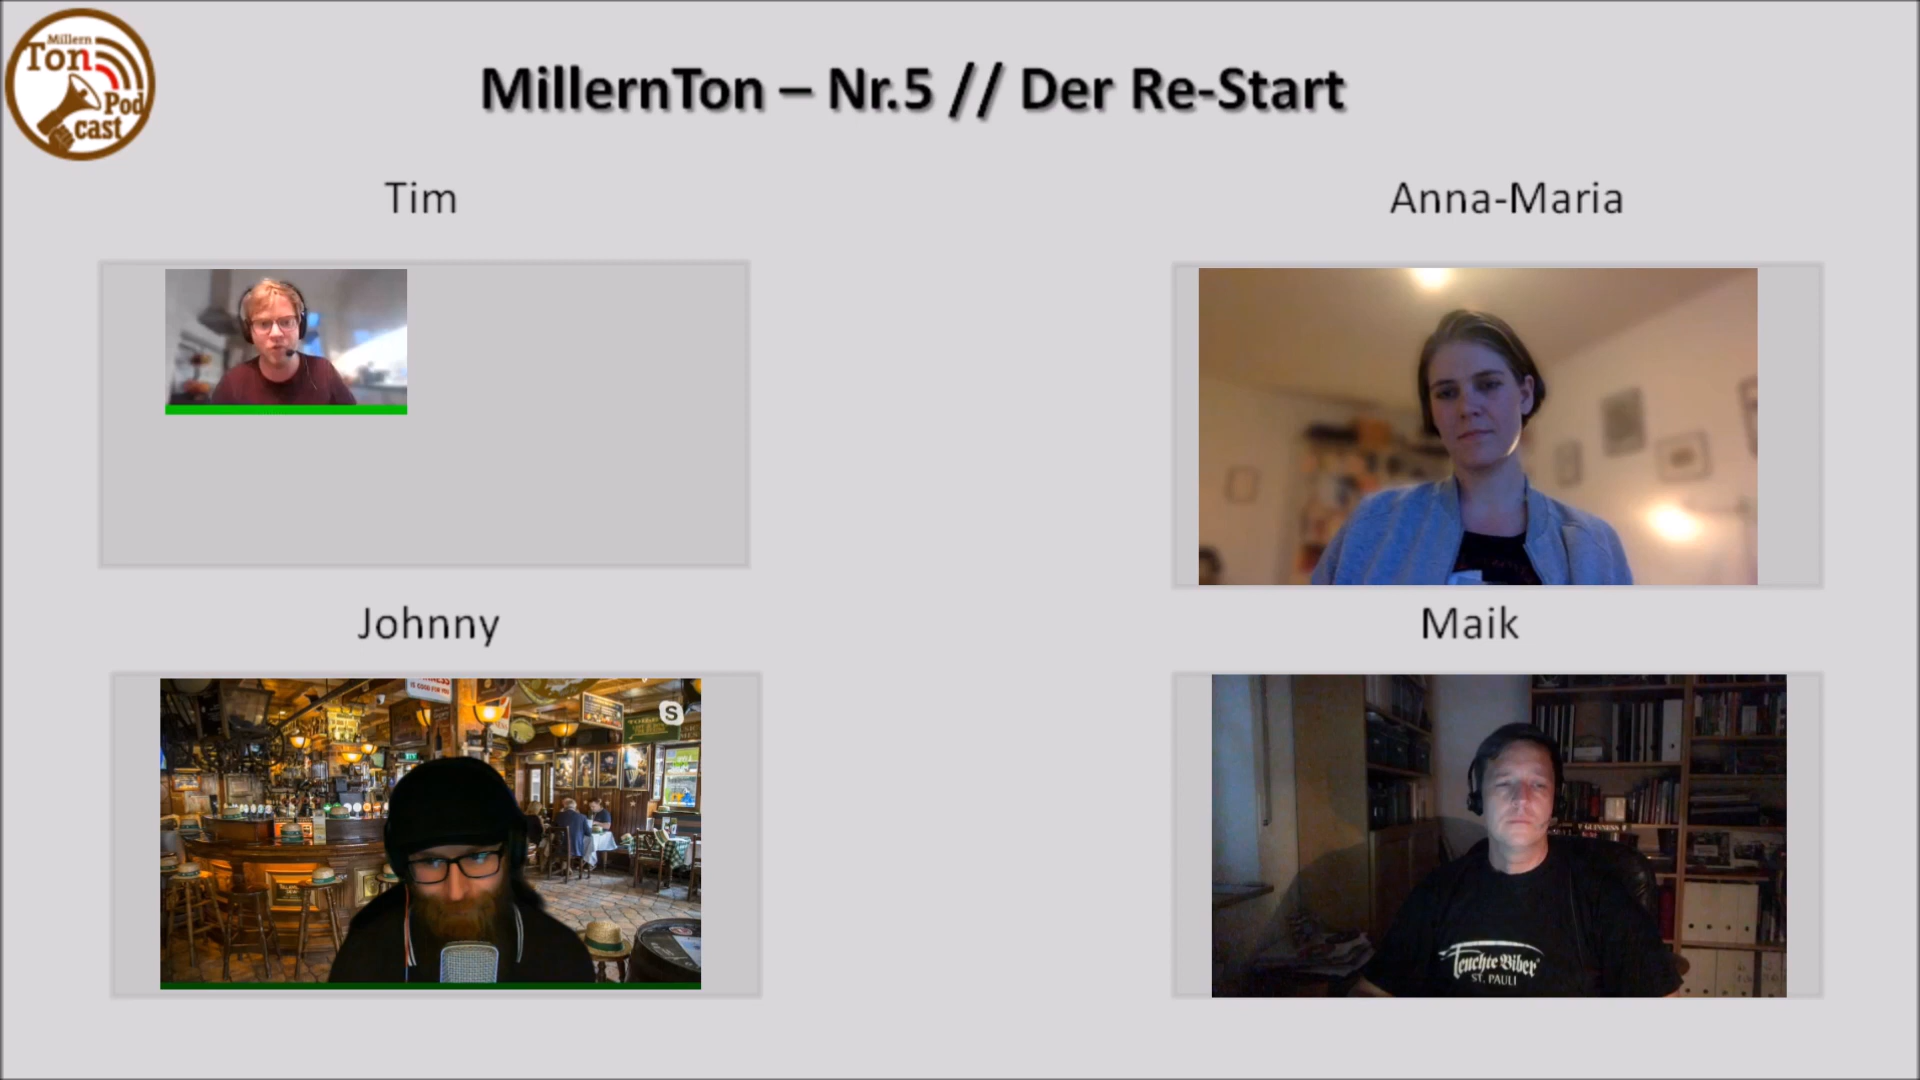 Millern
Ton
Pod
cast
MillernTon – Nr.5 // Der Re-Start
Tim
Anna-Maria
Johnny
Maik
S
GUINNESS
Feuchte Biber
ST. PAULI